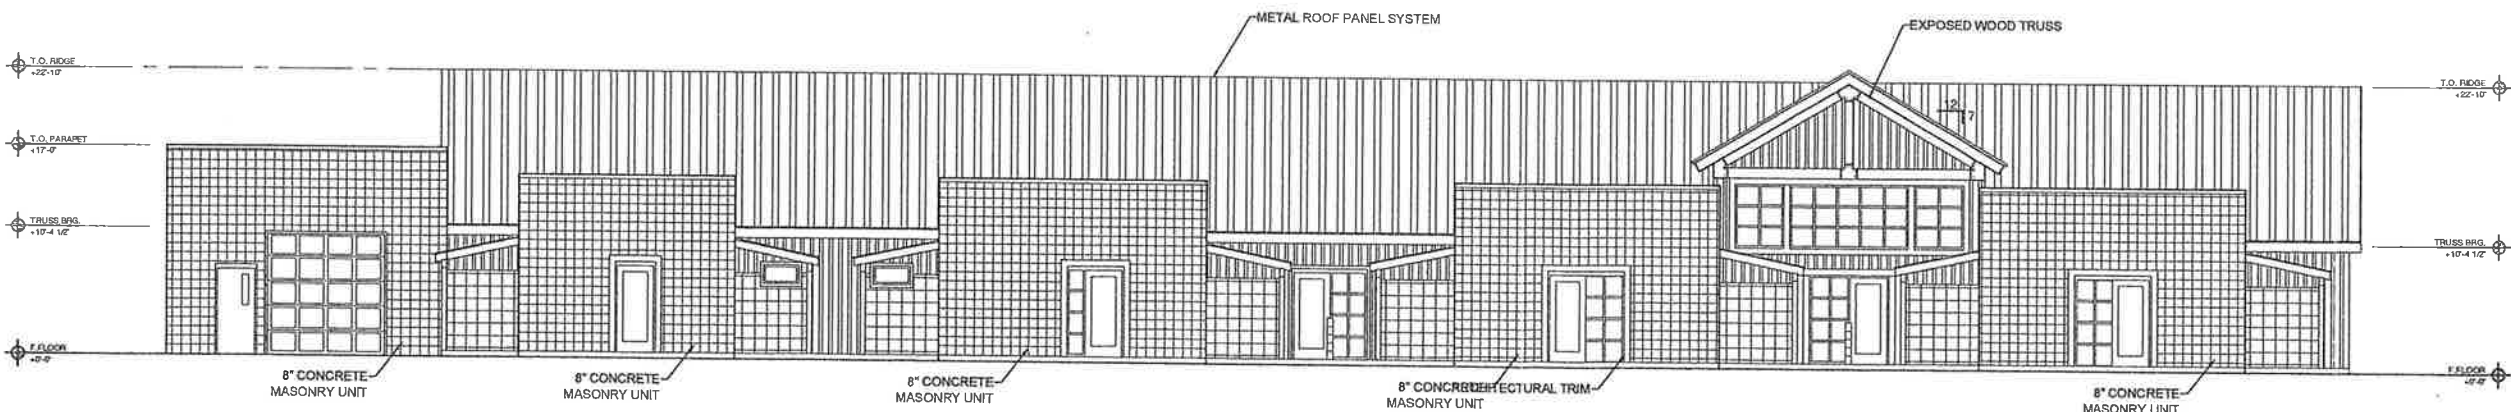 METAL ROOF PANEL SYSTEM
EXPOSED WOOD TRUSS
T.O. RIDGE
+22'-10"
T.O. RIDGE
+22'-10"
12
7
T.O. PARAPET
+17'-0"
TRUSS BRG.
+10'-4 1/2"
TRUSS BRG.
+10'-4 1/2"
F.FLOOR
+0'-0"
F.FLOOR
+0'-0"
8" CONCRETE
MASONRY UNIT
8" CONCRETE
MASONRY UNIT
8" CONCRETE
MASONRY UNIT
8" CONCRETE
MASONRY UNIT
TECTURAL TRIM
8" CONCRETE
MASONRY UNIT